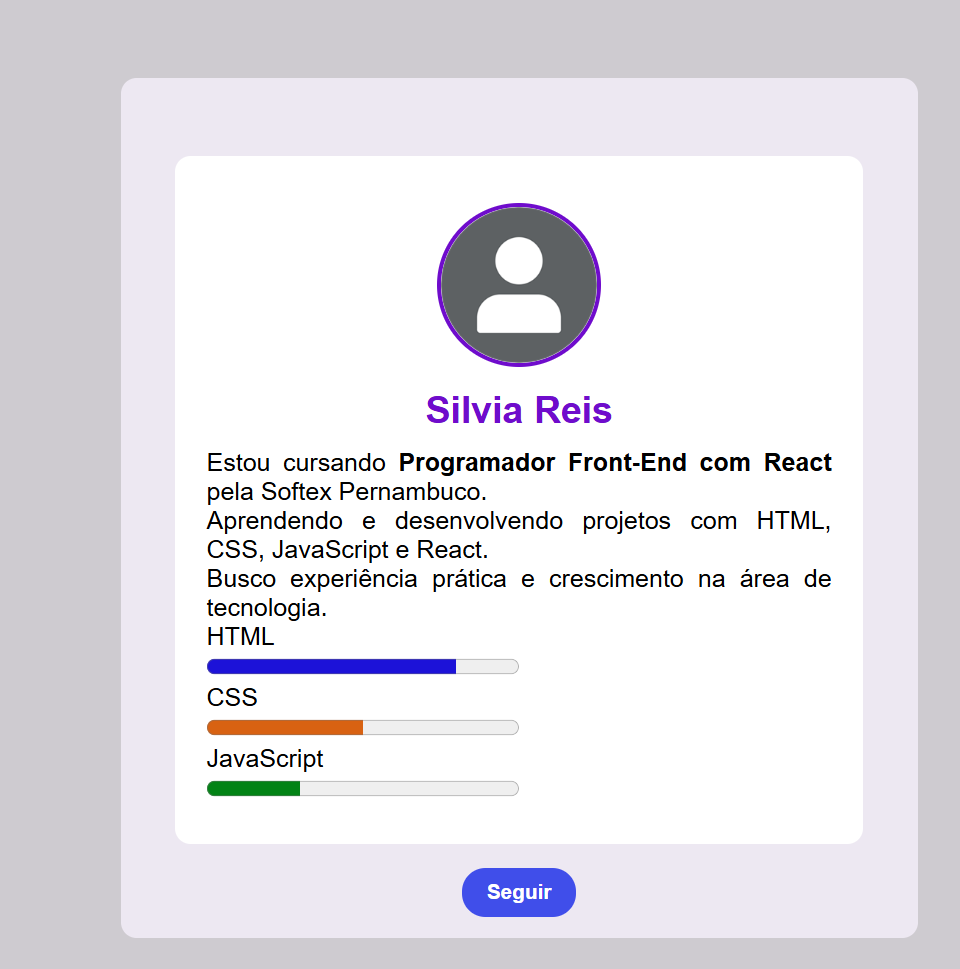 Silvia Reis
Estou cursando Programador Front-End com React
pela Softex Pernambuco.
Aprendendo e desenvolvendo projetos com HTML,
CSS, JavaScript e React.
Busco experiência prática e crescimento na área de
tecnologia.
HTML
CSS
JavaScript
Seguir